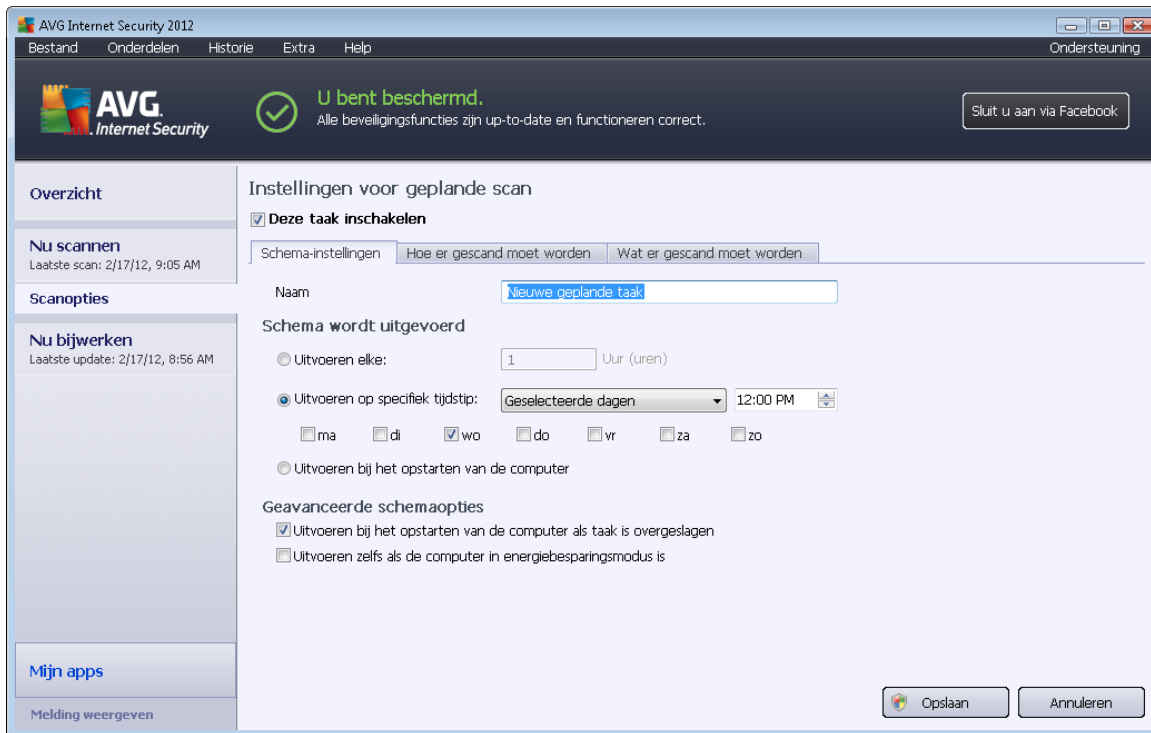 AVG Internet Security 2012
Bestand Onderdelen Historie Extra Help Ondersteuning
AVG.
Internet Security
U bent beschermd.
Alle beveiligingsfuncties zijn up-to-date en functioneren correct.
Sluit u aan via Facebook
Overzicht
Nu scannen
Laatste scan: 2/17/12, 9:05 AM
Scanopties
Nu bijwerken
Laatste update: 2/17/12, 8:56 AM
Mijn apps
Melding weergeven
Instellingen voor geplande scan
Deze taak inschakelen
Schema-instellingen Hoe er gescand moet worden Wat er gescand moet worden
Naam Nieuwe geplande taak
Schema wordt uitgevoerd
Uitvoeren elke: 1 Uur (uren)
Uitvoeren op specifiek tijdstip: Geselecteerde dagen 12:00 PM
ma di wo do vr za zo
Uitvoeren bij het opstarten van de computer
Geavanceerde schemaopties
Uitvoeren bij het opstarten van de computer als taak is overgeslagen
Uitvoeren zelfs als de computer in energiebesparingsmodus is
Opslaan Annuleren